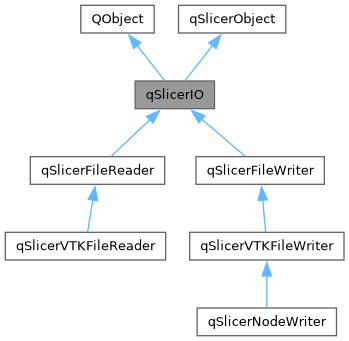 QObject
qSlicerObject
qSlicerIO
qSlicerFileReader
qSlicerFileWriter
qSlicerVTKFileReader
qSlicerVTKFileWriter
qSlicerNodeWriter